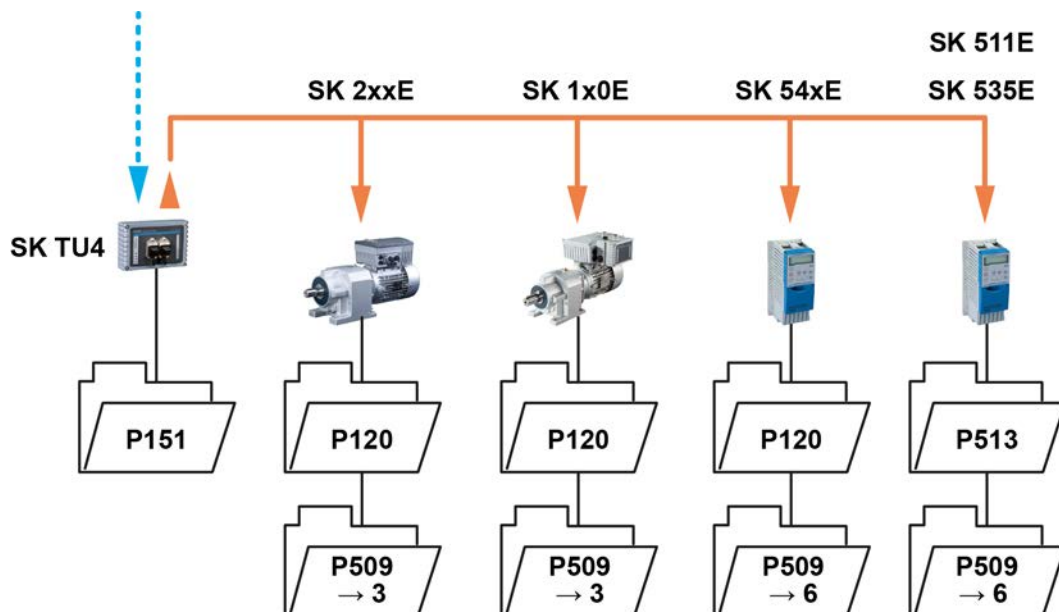 SK 511E
SK 2xxE SK 1x0E SK 54xE SK 535E
SK TU4
P151 P120 P120 P120 P513
P509 P509 P509 P509
→ 3 → 3 → 6 → 6